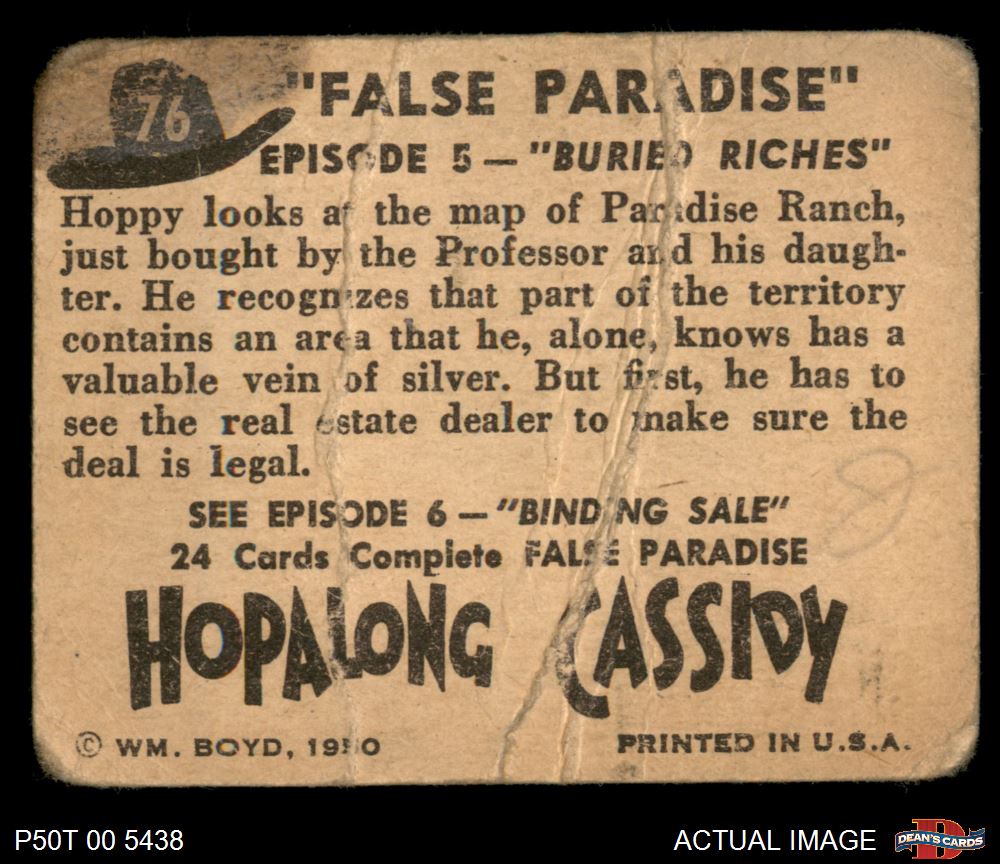 76
"FALSE PARADISE"
EPISODE 5 — "BURIED RICHES"
Hoppy looks at the map of Paradise Ranch,
just bought by the Professor and his daugh-
ter. He recognizes that part of the territory
contains an area that he, alone, knows has a
valuable vein of silver. But first, he has to
see the real estate dealer to make sure the
deal is legal.
SEE EPISODE 6 — "BINDING SALE"
24 Cards Complete FALSE PARADISE
HOPALONG CASSIDY
© WM. BOYD, 1950 PRINTED IN U.S.A.
P50T 00 5438 ACTUAL IMAGE DEAN'S CARDS